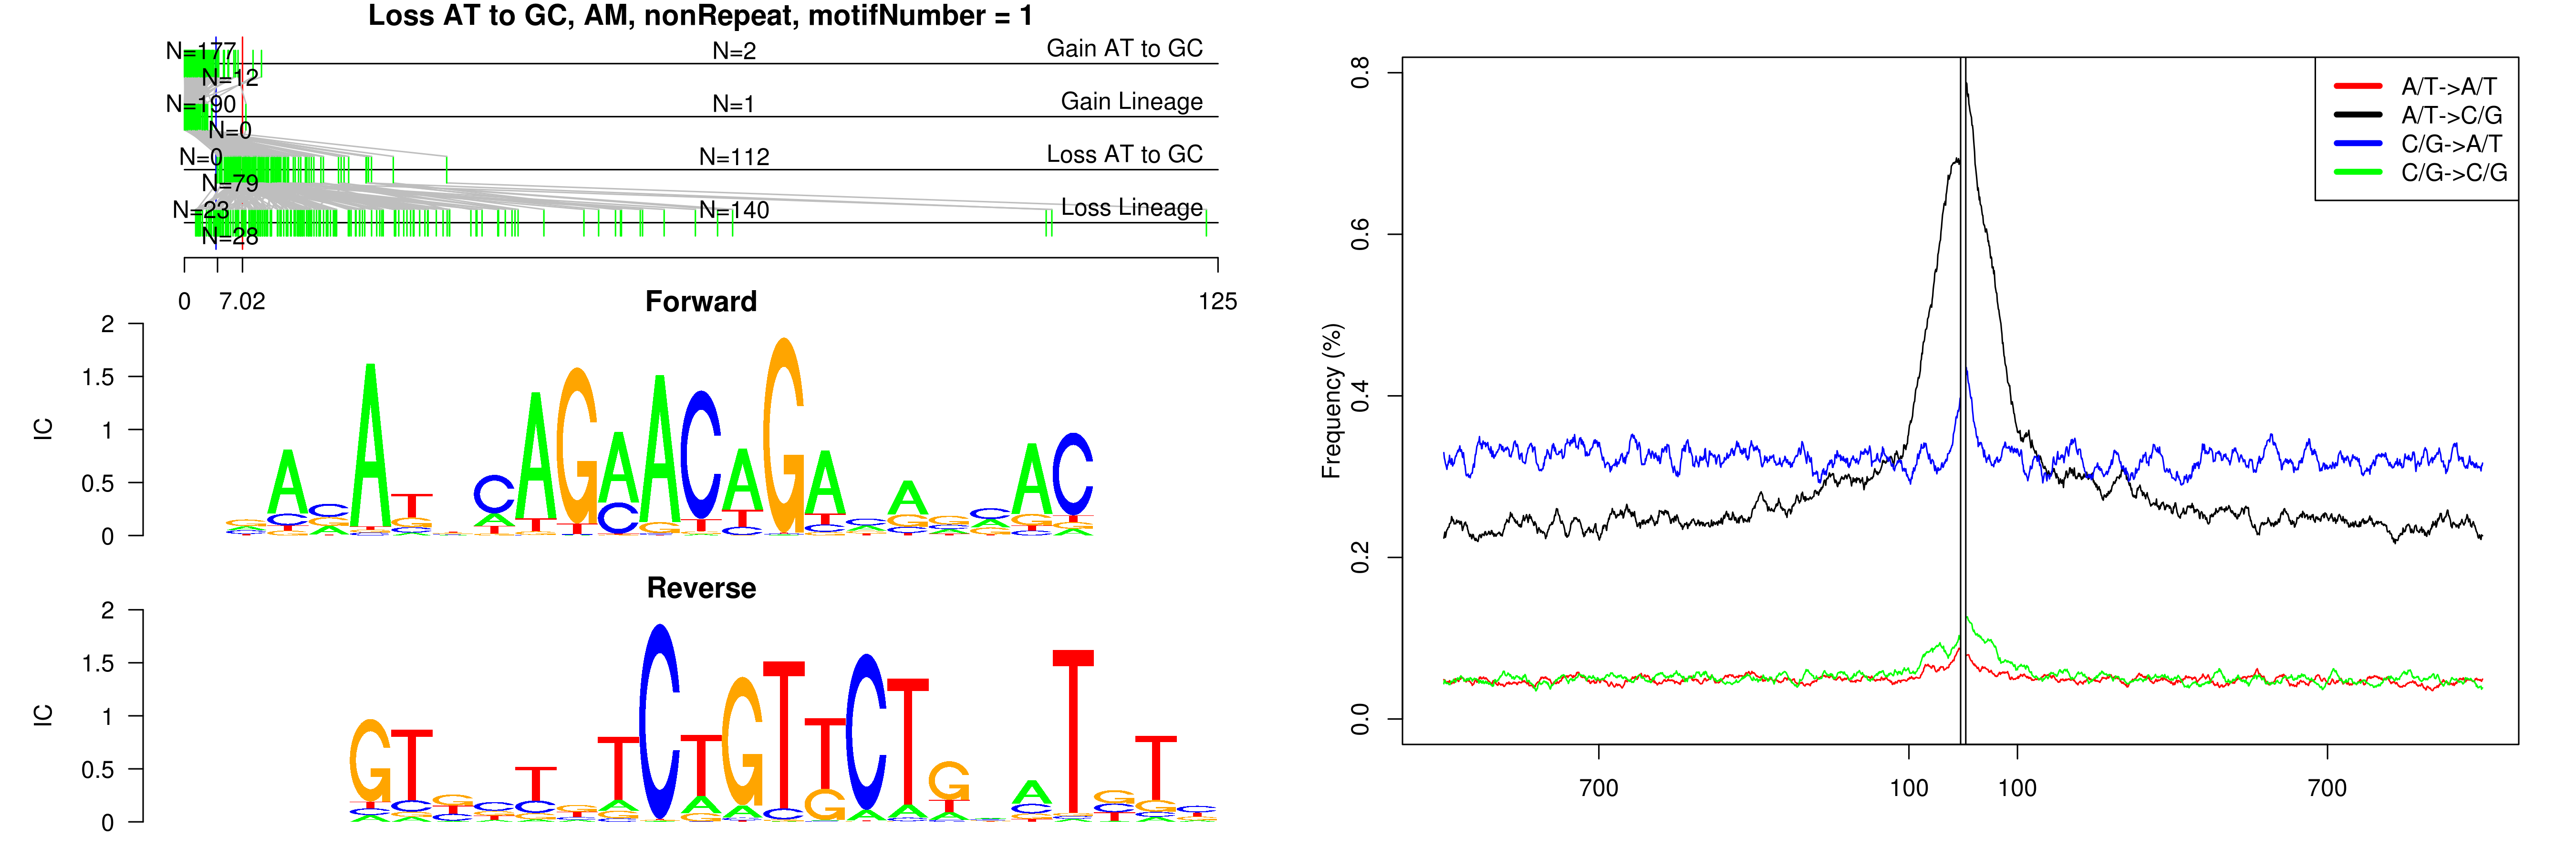 Loss AT to GC, AM, nonRepeat, motifNumber = 1
N=177 N=2 Gain AT to GC
N=12
N=190 N=1 Gain Lineage
N=0
N=0 N=112 Loss AT to GC
N=79
N=23 N=140 Loss Lineage
N=28
0 7.02 125
Forward
IC
2
1.5
1
0.5
0
Reverse
IC
2
1.5
1
0.5
0
Frequency (%)
0.8
0.6
0.4
0.2
0.0
700 100 100 700
A/T->A/T
A/T->C/G
C/G->A/T
C/G->C/G